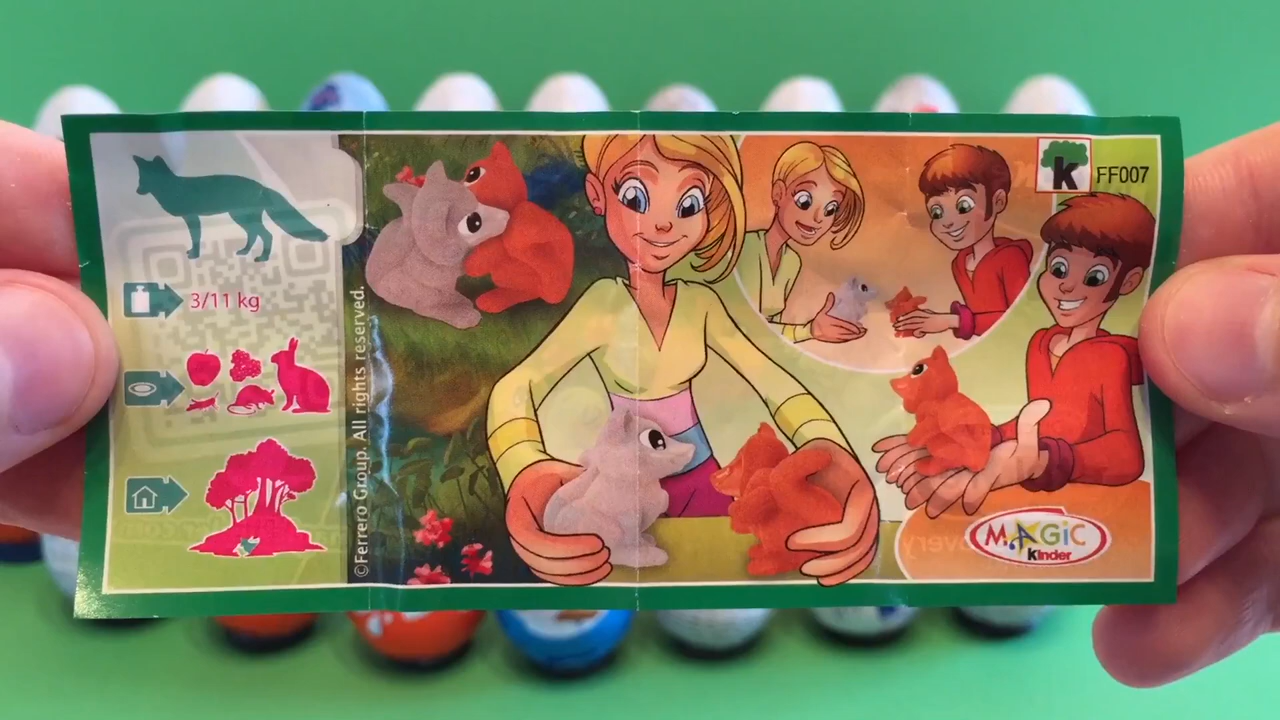 3/11 kg
©Ferrero Group. All rights reserved.
k
FF007
MAGiC
kinder